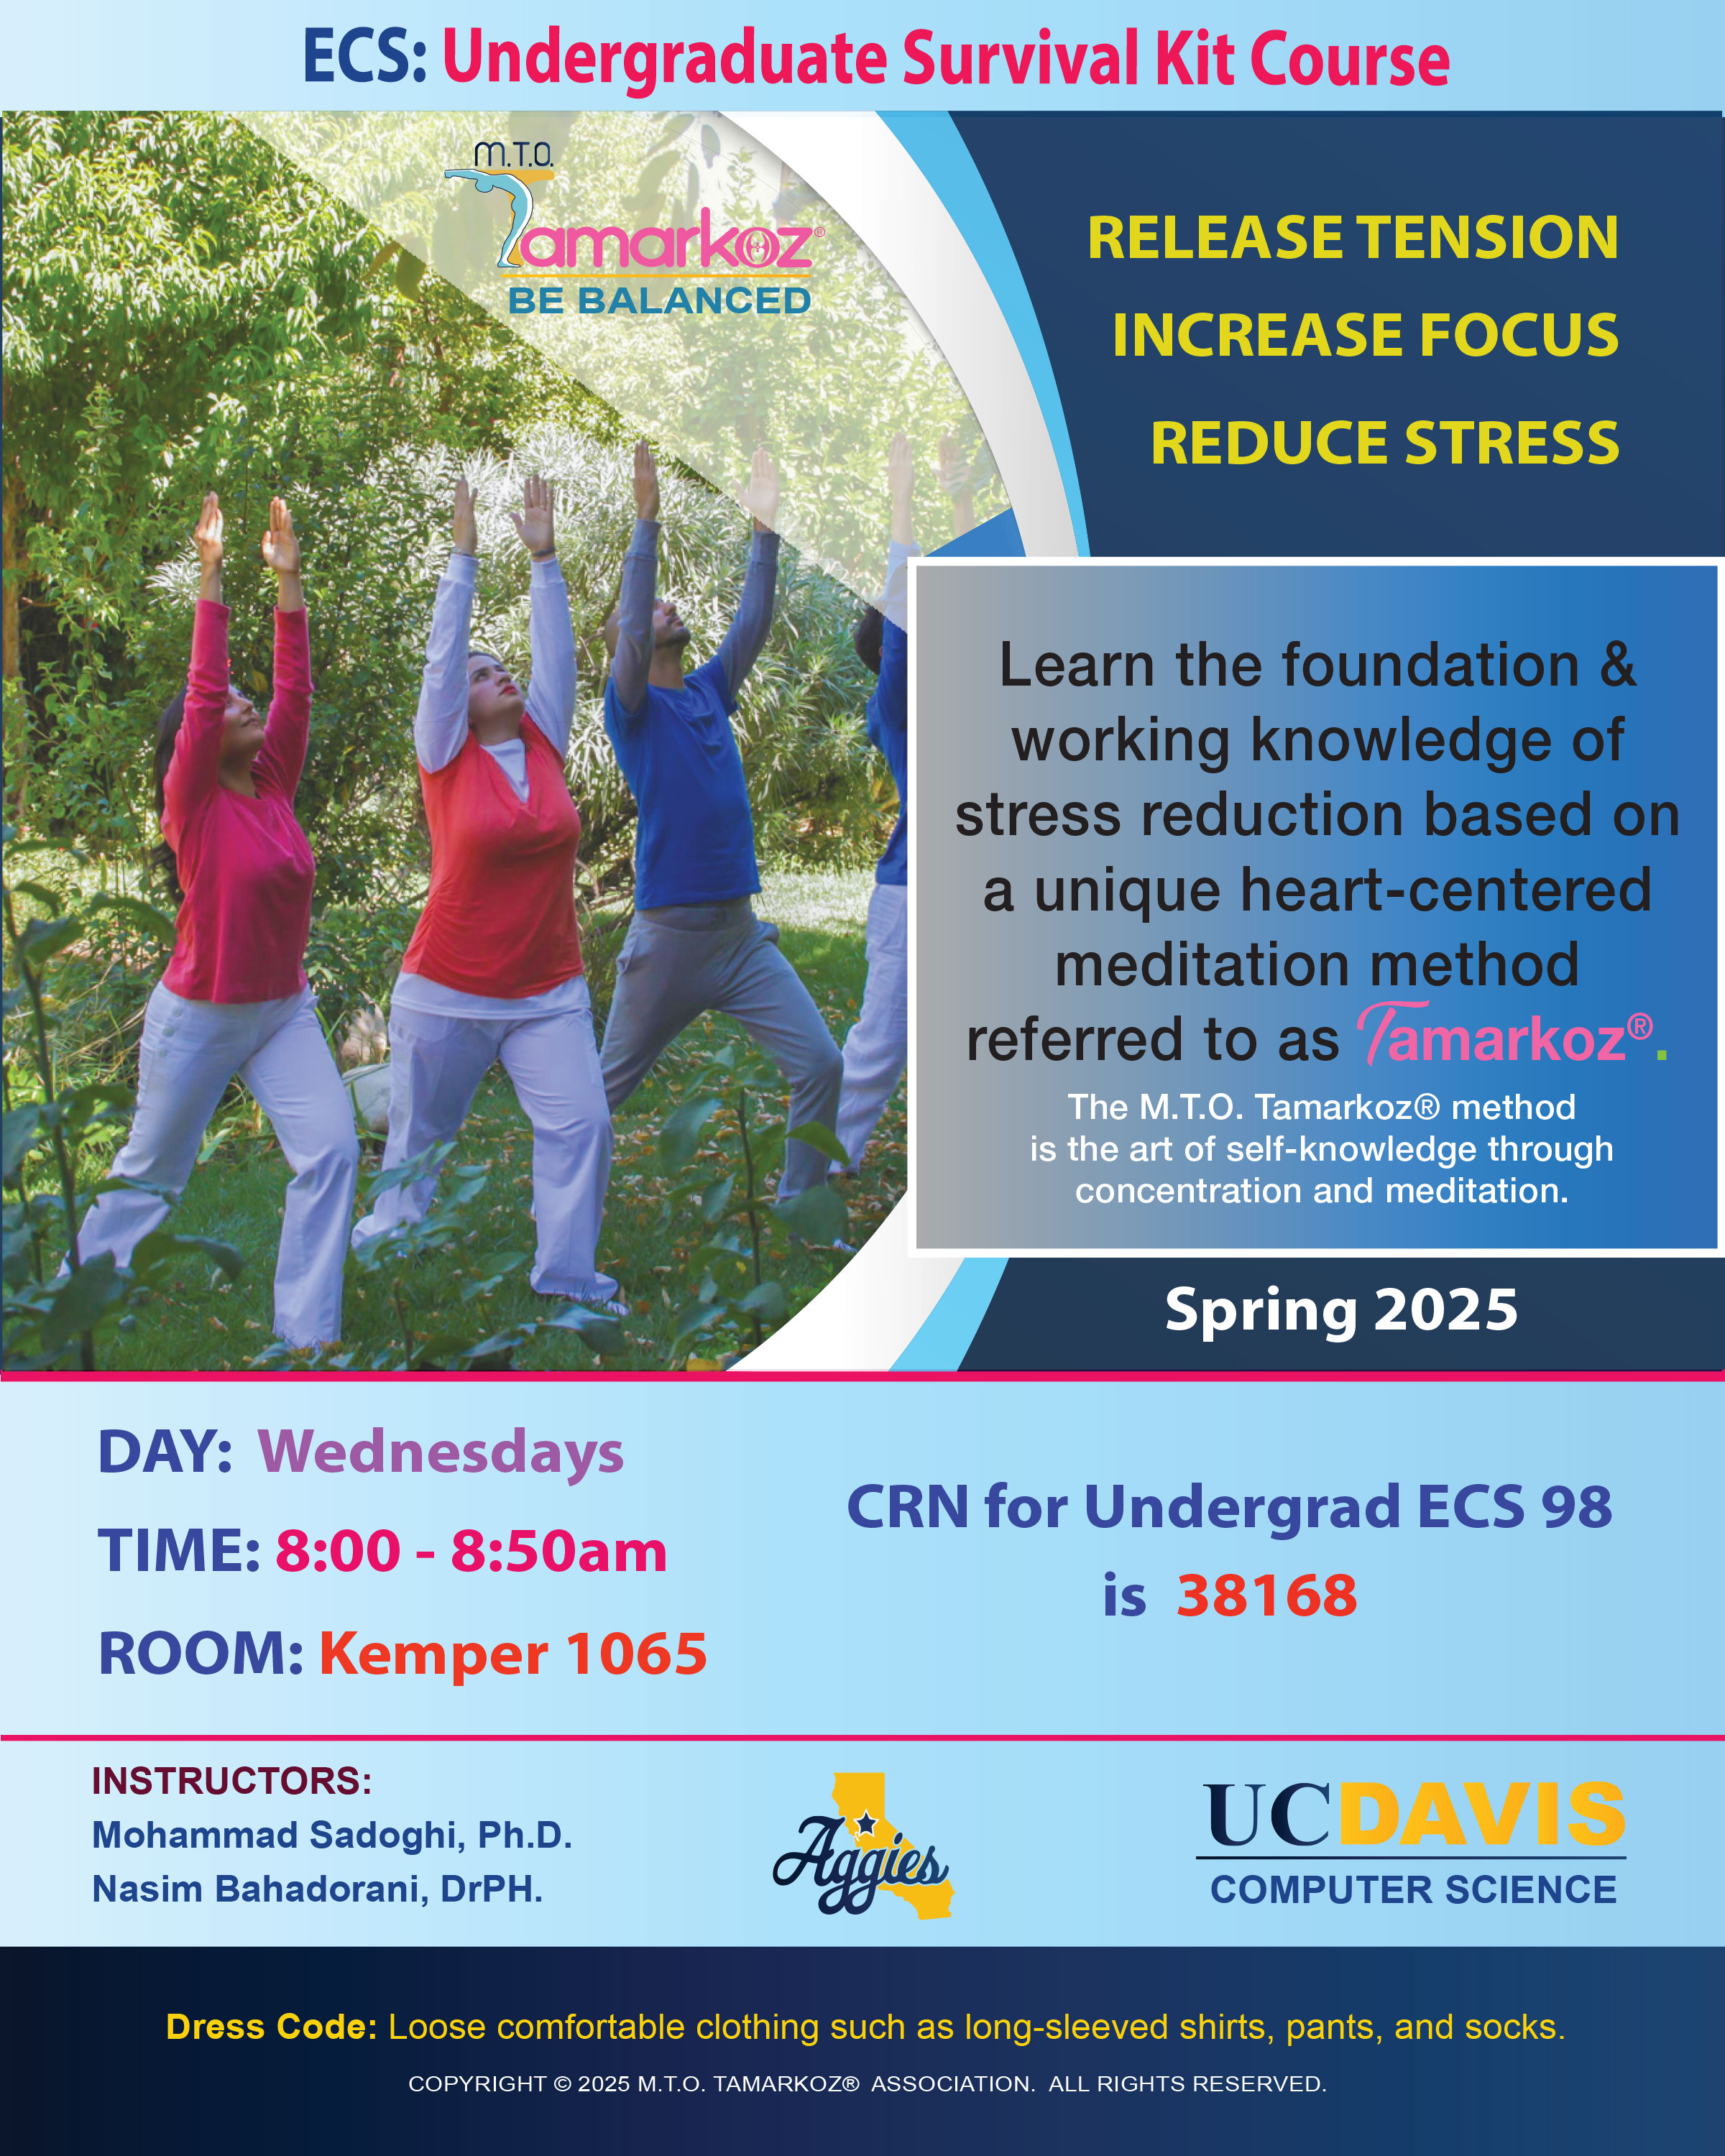 ECS: Undergraduate Survival Kit Course
M.T.O.
Tamarkoz®
BE BALANCED
RELEASE TENSION
INCREASE FOCUS
REDUCE STRESS
Learn the foundation &
working knowledge of
stress reduction based on
a unique heart-centered
meditation method
referred to as Tamarkoz®.
The M.T.O. Tamarkoz® method
is the art of self-knowledge through
concentration and meditation.
Spring 2025
DAY: Wednesdays
TIME: 8:00 - 8:50am
ROOM: Kemper 1065
CRN for Undergrad ECS 98
is 38168
INSTRUCTORS:
Mohammad Sadoghi, Ph.D.
Nasim Bahadorani, DrPH.
Aggies
UCDAVIS
COMPUTER SCIENCE
Dress Code: Loose comfortable clothing such as long-sleeved shirts, pants, and socks.
COPYRIGHT © 2025 M.T.O. TAMARKOZ® ASSOCIATION. ALL RIGHTS RESERVED.